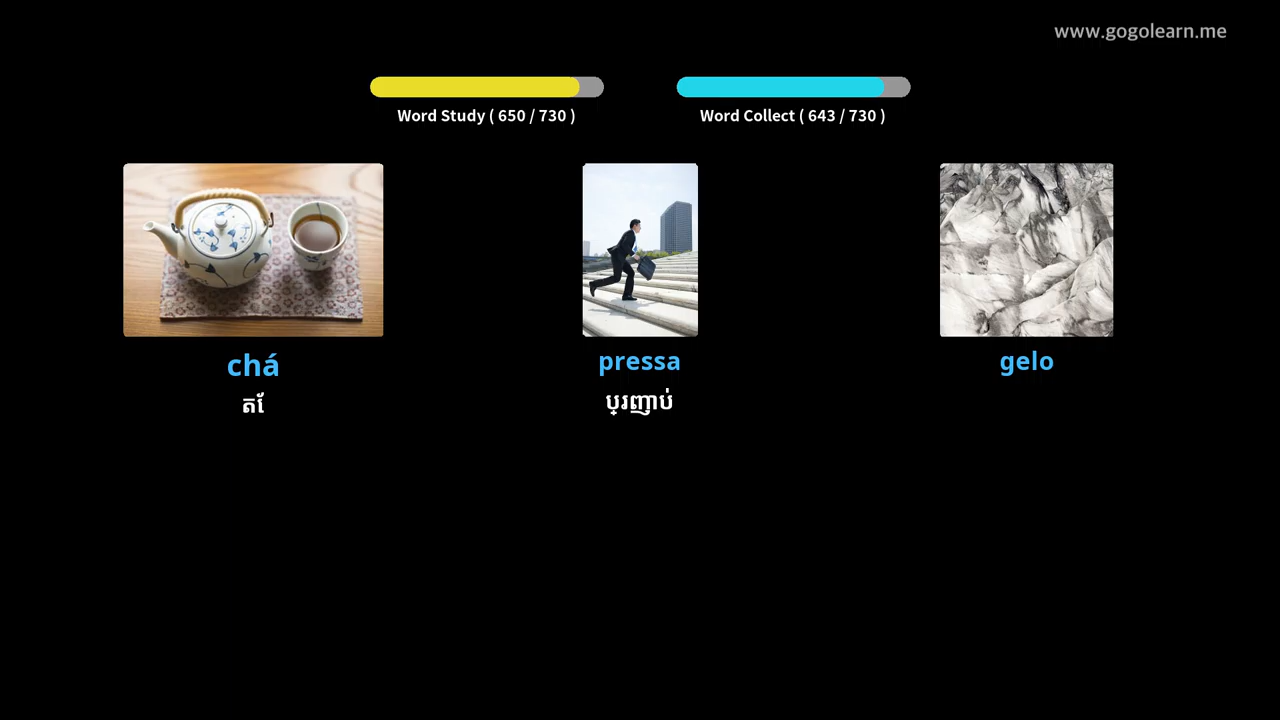 www.gogolearn.me
Word Study ( 650 / 730 )
Word Collect ( 643 / 730 )
chá
pressa
gelo
តែ
ប្រញាប់